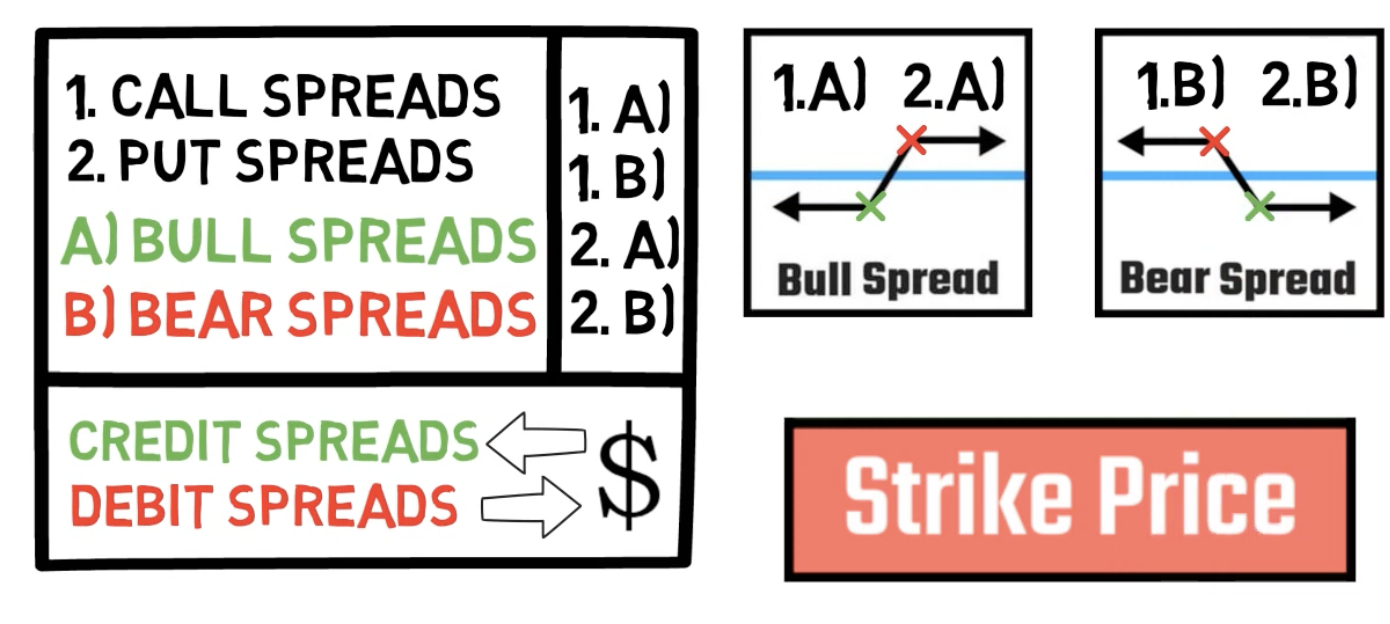 1. CALL SPREADS
2. PUT SPREADS
A) BULL SPREADS
B) BEAR SPREADS
1. A)
1. B)
2. A)
2. B)
CREDIT SPREADS
DEBIT SPREADS
$
1.A) 2.A)
Bull Spread
1.B) 2.B)
Bear Spread
Strike Price